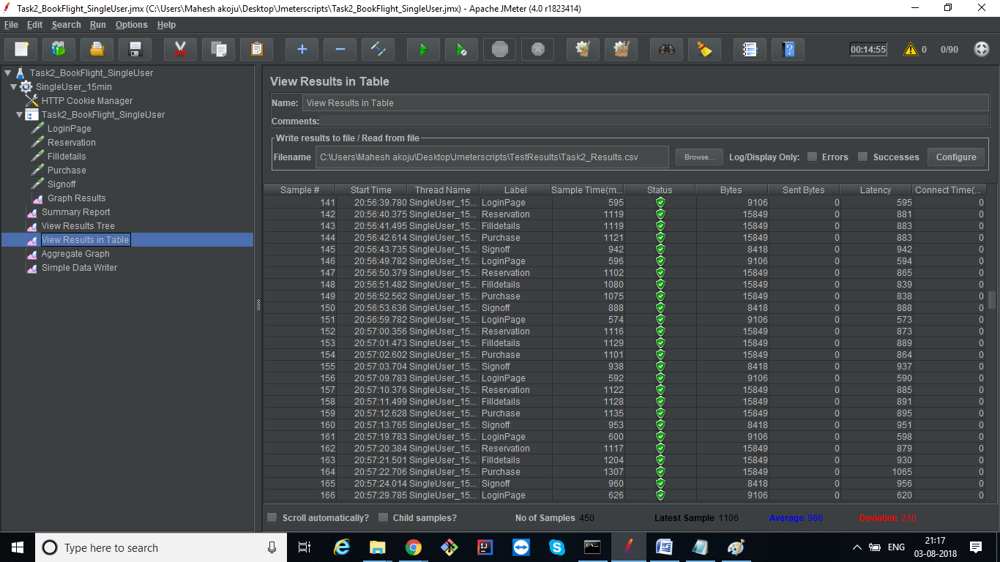 Task2_BookFlight_SingleUser.jmx (C:\Users\Mahesh akoju\Desktop\Jmeterscripts\Task2_BookFlight_SingleUser.jmx) - Apache JMeter (4.0 r1823414)
File Edit Search Run Options Help
STOP 00:14:55 0 0/90
Task2_BookFlight_SingleUser
SingleUser_15min
HTTP Cookie Manager
Task2_BookFlight_SingleUser
LoginPage
Reservation
Filldetails
Purchase
Signoff
Graph Results
Summary Report
View Results Tree
View Results in Table
Aggregate Graph
Simple Data Writer
View Results in Table
Name: View Results in Table
Comments:
Write results to file / Read from file
Filename C:\Users\Mahesh akoju\Desktop\Jmeterscripts\TestResults\Task2_Results.csv Browse... Log/Display Only: Errors Successes Configure
Sample # Start Time Thread Name Label Sample Time(m... Status Bytes Sent Bytes Latency Connect Time(...
141 20:56:39.780 SingleUser_15... LoginPage 595 9106 0 595 0
142 20:56:40.375 SingleUser_15... Reservation 1119 15849 0 881 0
143 20:56:41.495 SingleUser_15... Filldetails 1119 15849 0 883 0
144 20:56:42.614 SingleUser_15... Purchase 1121 15849 0 883 0
145 20:56:43.735 SingleUser_15... Signoff 942 8418 0 942 0
146 20:56:49.782 SingleUser_15... LoginPage 596 9106 0 594 0
147 20:56:50.379 SingleUser_15... Reservation 1102 15849 0 865 0
148 20:56:51.482 SingleUser_15... Filldetails 1080 15849 0 839 0
149 20:56:52.562 SingleUser_15... Purchase 1075 15849 0 838 0
150 20:56:53.636 SingleUser_15... Signoff 888 8418 0 888 0
151 20:56:59.782 SingleUser_15... LoginPage 574 9106 0 573 0
152 20:57:00.356 SingleUser_15... Reservation 1116 15849 0 873 0
153 20:57:01.473 SingleUser_15... Filldetails 1129 15849 0 889 0
154 20:57:02.602 SingleUser_15... Purchase 1101 15849 0 864 0
155 20:57:03.704 SingleUser_15... Signoff 938 8418 0 937 0
156 20:57:09.783 SingleUser_15... LoginPage 592 9106 0 590 0
157 20:57:10.376 SingleUser_15... Reservation 1122 15849 0 885 0
158 20:57:11.499 SingleUser_15... Filldetails 1128 15849 0 891 0
159 20:57:12.628 SingleUser_15... Purchase 1135 15849 0 895 0
160 20:57:13.765 SingleUser_15... Signoff 953 8418 0 951 0
161 20:57:19.783 SingleUser_15... LoginPage 600 9106 0 598 0
162 20:57:20.384 SingleUser_15... Reservation 1117 15849 0 879 0
163 20:57:21.501 SingleUser_15... Filldetails 1204 15849 0 930 0
164 20:57:22.706 SingleUser_15... Purchase 1307 15849 0 1065 0
165 20:57:24.014 SingleUser_15... Signoff 960 8418 0 956 0
166 20:57:29.785 SingleUser_15... LoginPage 626 9106 0 620 0
Scroll automatically? Child samples? No of Samples 450 Latest Sample 1106 Average 986 Deviation 210
Type here to search ENG 21:17
03-08-2018